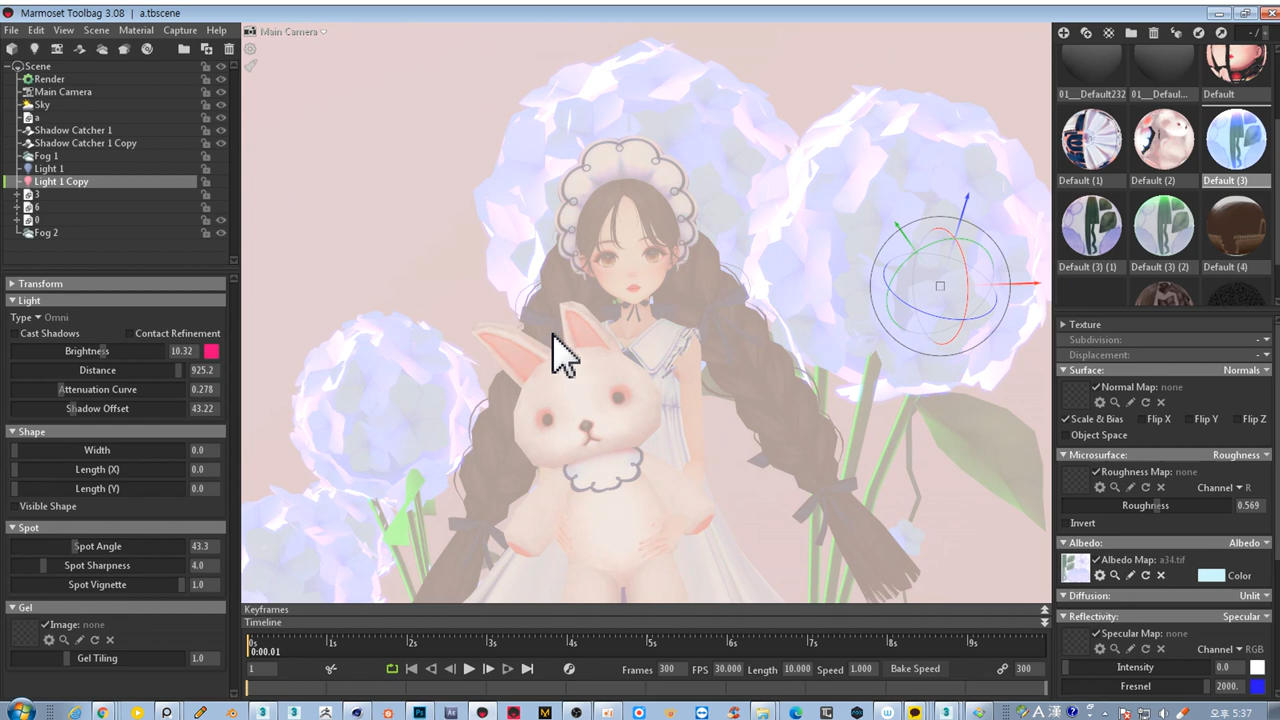 Marmoset Toolbag 3.08 | a.tbscene
File Edit View Scene Material Capture Help
Scene
Render
Main Camera
Sky
a
Shadow Catcher 1
Shadow Catcher 1 Copy
Fog 1
Light 1
Light 1 Copy
3
6
0
Fog 2
Transform
Light
Type Omni
Cast Shadows Contact Refinement
Brightness 10.32
Distance 925.2
Attenuation Curve 0.278
Shadow Offset 43.22
Shape
Width 0.0
Length (X) 0.0
Length (Y) 0.0
Visible Shape
Spot
Spot Angle 43.3
Spot Sharpness 4.0
Spot Vignette 1.0
Gel
Image: none
Gel Tiling 1.0
Main Camera
Keyframes
Timeline
0s 1s 2s 3s 4s 5s 6s 7s 8s 9s
0:00.01
1 Frames 300 FPS 30.000 Length 10.000 Speed 1.000 Bake Speed 300
- /
01__Default232 01__Defaul... Default
Default (1) Default (2) Default (3)
Default (3) (1) Default (3) (2) Default (4)
Texture
Subdivision: -
Displacement: -
Surface: Normals
Normal Map: none
Scale & Bias Flip X Flip Y Flip Z
Object Space
Microsurface: Roughness
Roughness Map: none
Channel R
Roughness 0.569
Invert
Albedo: Albedo
Albedo Map: a34.tif
Color
Diffusion: Unlit
Reflectivity: Specular
Specular Map: none
Channel RGB
Intensity 0.0
Fresnel 2000.
A 漢
오후 5:37